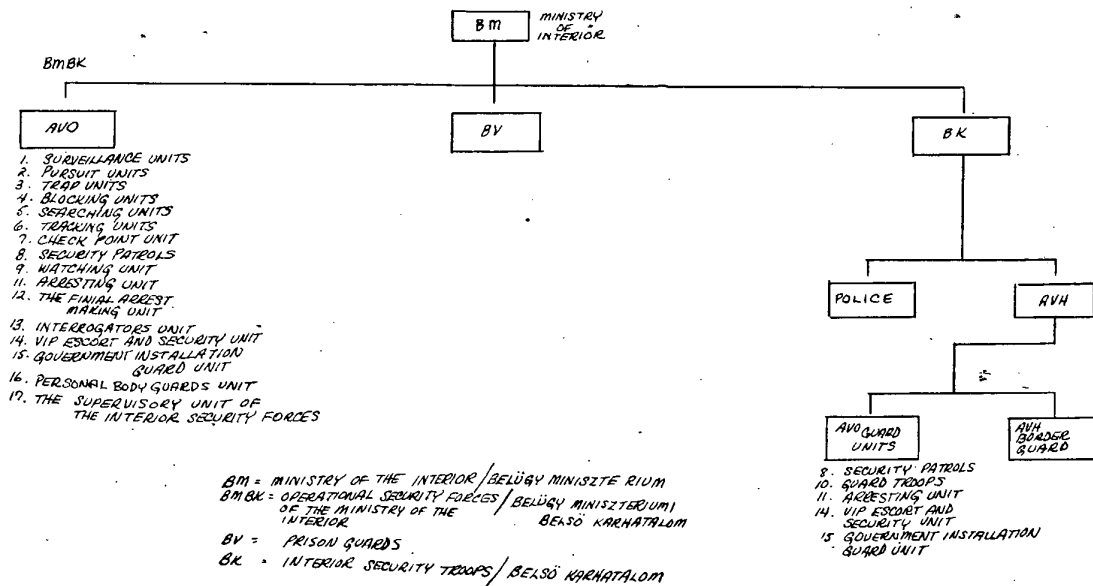 BM
MINISTRY
OF
INTERIOR
BMBK
AVO
BV
BK
1. SURVEILLANCE UNITS
2. PURSUIT UNITS
3. TRAP UNITS
4. BLOCKING UNITS
5. SEARCHING UNITS
6. TRACKING UNITS
7. CHECK POINT UNIT
8. SECURITY PATROLS
9. WATCHING UNIT
11. ARRESTING UNIT
12. THE FINIAL ARREST
MAKING UNIT
13. INTERROGATORS UNIT
14. VIP ESCORT AND SECURITY UNIT
15. GOVERNMENT INSTALLATION
GUARD UNIT
16. PERSONAL BODY GUARDS UNIT
17. THE SUPERVISORY UNIT OF
THE INTERIOR SECURITY FORCES
POLICE
AVH
AVO GUARD
UNITS
AVH
BORDER
GUARD
8. SECURITY PATROLS
10. GUARD TROOPS
11. ARRESTING UNIT
14. VIP ESCORT AND
SECURITY UNIT
15 GOVERNMENT INSTALLATION
GUARD UNIT
BM = MINISTRY OF THE INTERIOR / BELÜGY MINISZTE RIUM
BMBK = OPERATIONAL SECURITY FORCES / BELÜGY MINISZTERIUMI
OF THE MINISTRY OF THE BELSÖ KARHATALOM
INTERIOR
BV = PRISON GUARDS
BK = INTERIOR SECURITY TROOPS / BELSÖ KARHATALOM